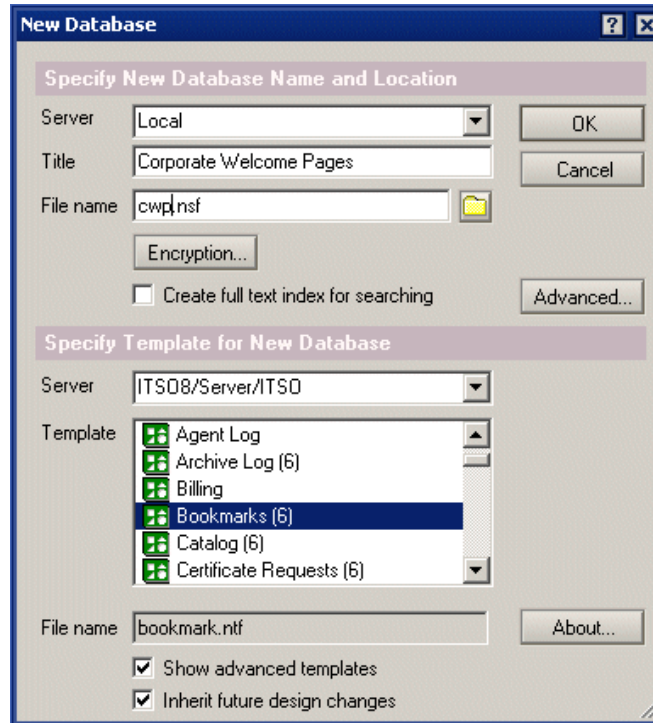 New Database
Specify New Database Name and Location
Server Local OK
Title Corporate Welcome Pages Cancel
File name cwp.nsf
Encryption...
Create full text index for searching Advanced...
Specify Template for New Database
Server ITSO8/Server/ITSO
Template Agent Log
Archive Log (6)
Billing
Bookmarks (6)
Catalog (6)
Certificate Requests (6)
File name bookmark.ntf About...
Show advanced templates
Inherit future design changes